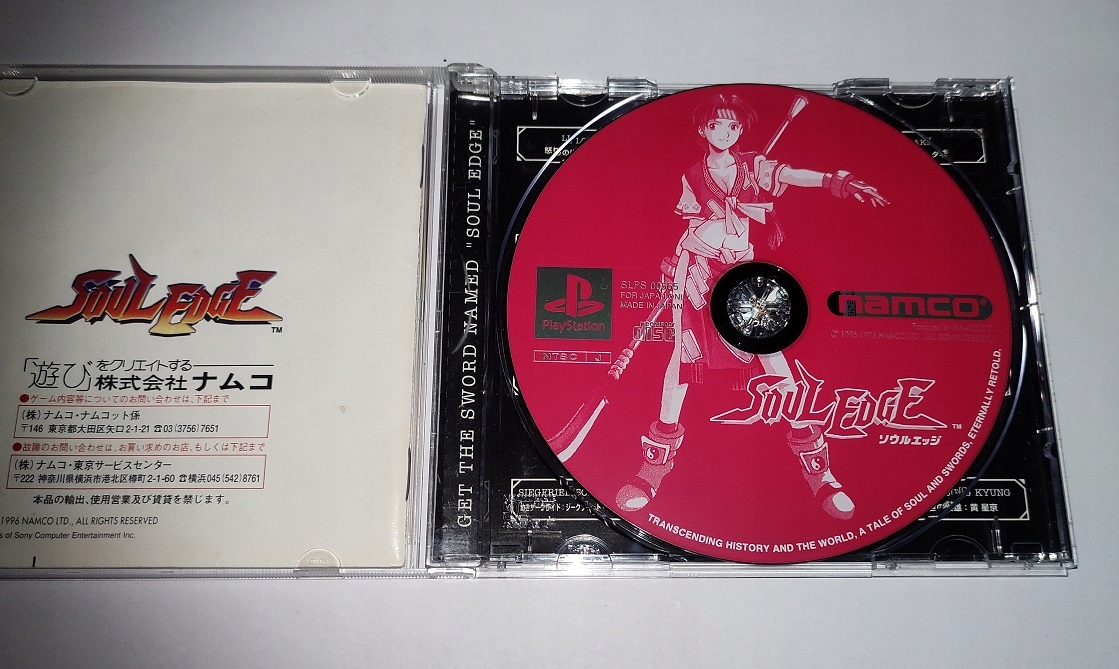 SOUL EDGE
TM
「遊び」をクリエイトする
株式会社 ナムコ
●ゲーム内容等についてのお問い合わせは、下記まで
(株)ナムコ・ナムコット係
〒146 東京都大田区矢口2-1-21 ☎03(3756)7651
●故障のお問い合わせは、お買い求めのお店、もしくは下記まで
(株)ナムコ・東京サービスセンター
〒222 神奈川県横浜市港北区樽町2-1-60 ☎横浜045(542)8761
本品の輸出、使用営業及び賃貸を禁じます。
1996 NAMCO LTD., ALL RIGHTS RESERVED
s of Sony Computer Entertainment Inc.
GET THE SWORD NAMED "SOUL EDGE"
PlayStation
SLPS
FOR JAPAN ONLY
MADE IN JAPAN
COMPACT
disc
NTSC J
namco
SOUL EDGE
TM
ソウルエッジ
TRANSCENDING HISTORY AND THE WORLD, A TALE OF SOUL AND SWORDS, ETERNALLY RETOLD.
SIEGFRIED
KYUNG
雄:黄 星京